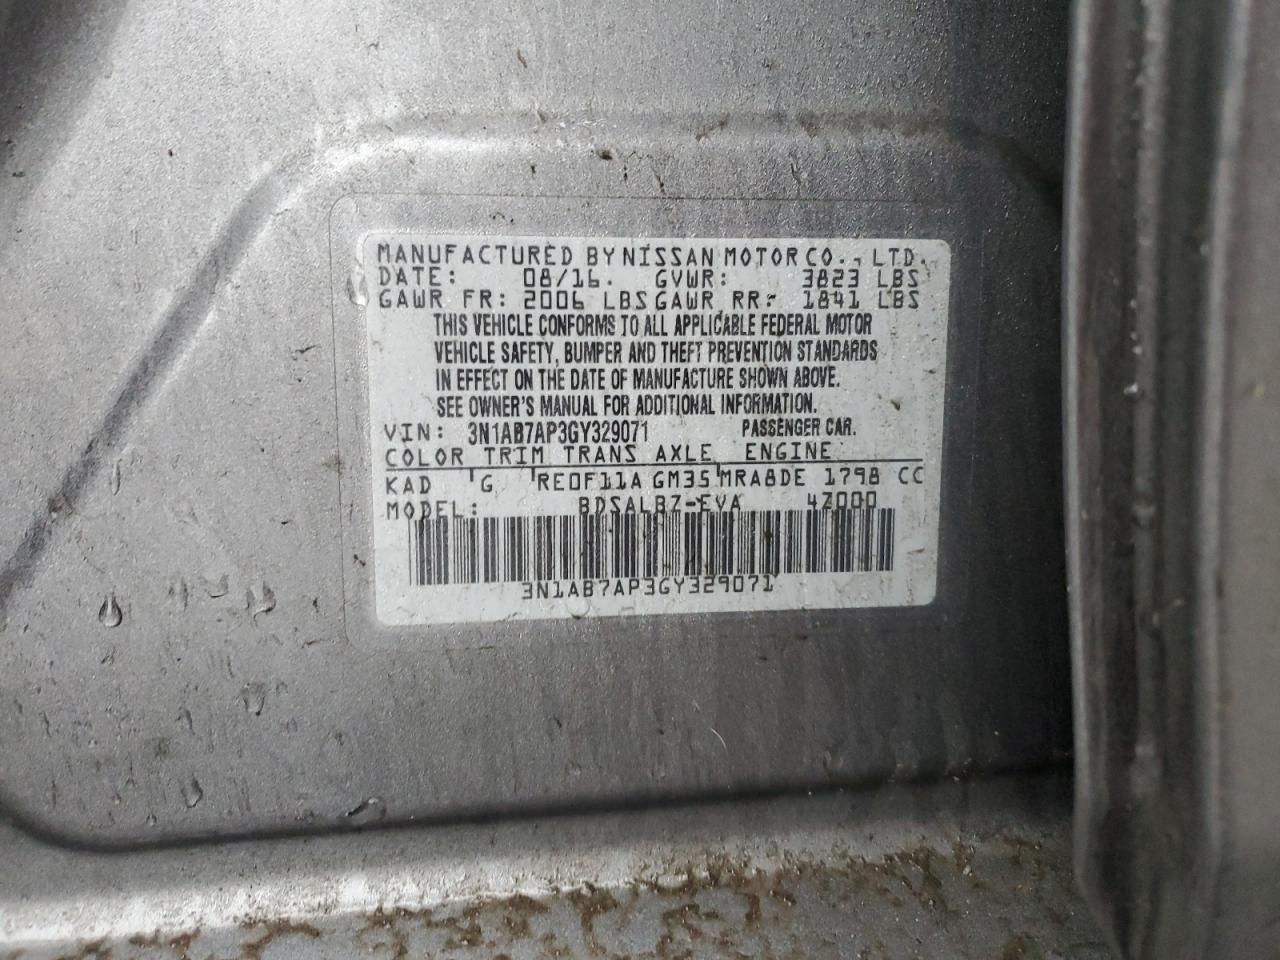 MANUFACTURED BY NISSAN MOTOR CO., LTD.
DATE: 08/16. GVWR: 3823 LBS
GAWR FR: 2006 LBS GAWR RR: 1841 LBS
THIS VEHICLE CONFORMS TO ALL APPLICABLE FEDERAL MOTOR
VEHICLE SAFETY, BUMPER AND THEFT PREVENTION STANDARDS
IN EFFECT ON THE DATE OF MANUFACTURE SHOWN ABOVE.
SEE OWNER'S MANUAL FOR ADDITIONAL INFORMATION.
VIN: 3N1AB7AP3GY329071 PASSENGER CAR.
COLOR TRIM TRANS AXLE ENGINE
KAD G RE0F11A GM35 MRA8DE 1798 CC
MODEL: BDSALBZ-EVA 4Z000
3N1AB7AP3GY329071